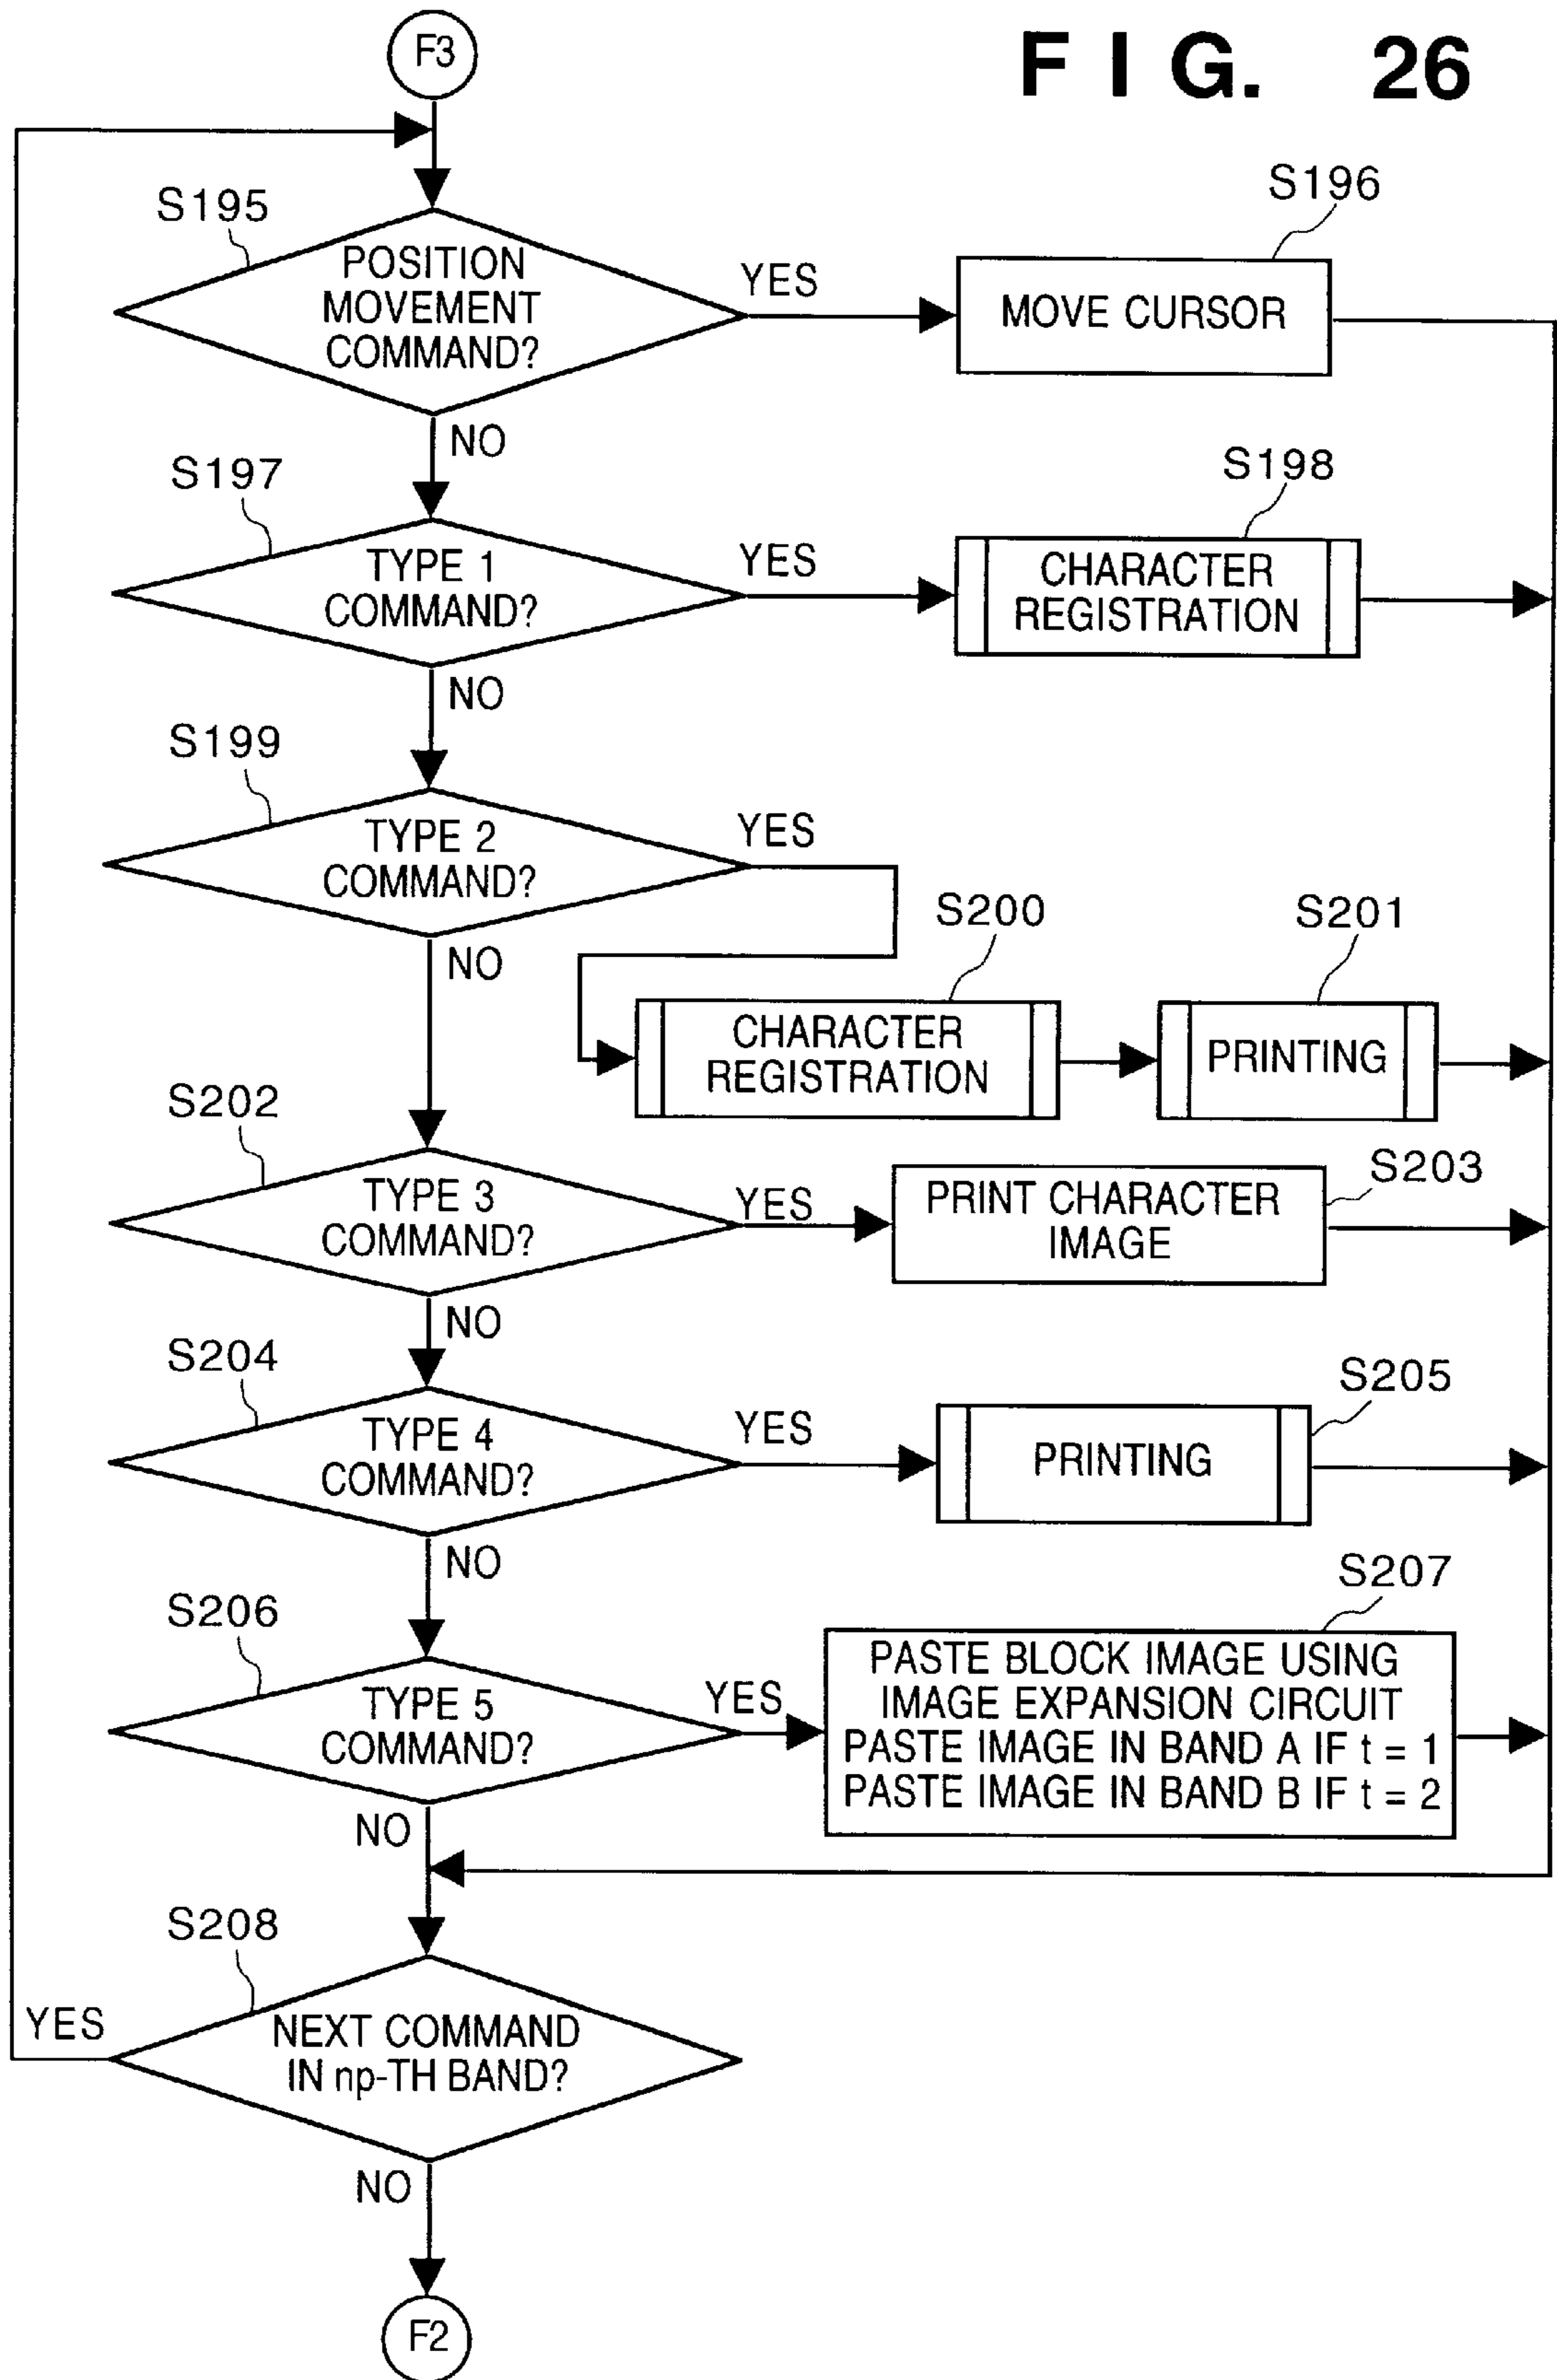 F I G. 26
F3
S195
POSITION
MOVEMENT
COMMAND?
YES
S196
MOVE CURSOR
NO
S197
TYPE 1
COMMAND?
YES
S198
CHARACTER
REGISTRATION
NO
S199
TYPE 2
COMMAND?
YES
NO
S200
CHARACTER
REGISTRATION
S201
PRINTING
S202
TYPE 3
COMMAND?
YES
S203
PRINT CHARACTER
IMAGE
NO
S204
TYPE 4
COMMAND?
YES
S205
PRINTING
NO
S206
TYPE 5
COMMAND?
YES
S207
PASTE BLOCK IMAGE USING
IMAGE EXPANSION CIRCUIT
PASTE IMAGE IN BAND A IF t = 1
PASTE IMAGE IN BAND B IF t = 2
NO
S208
NEXT COMMAND
IN np-TH BAND?
YES
NO
F2